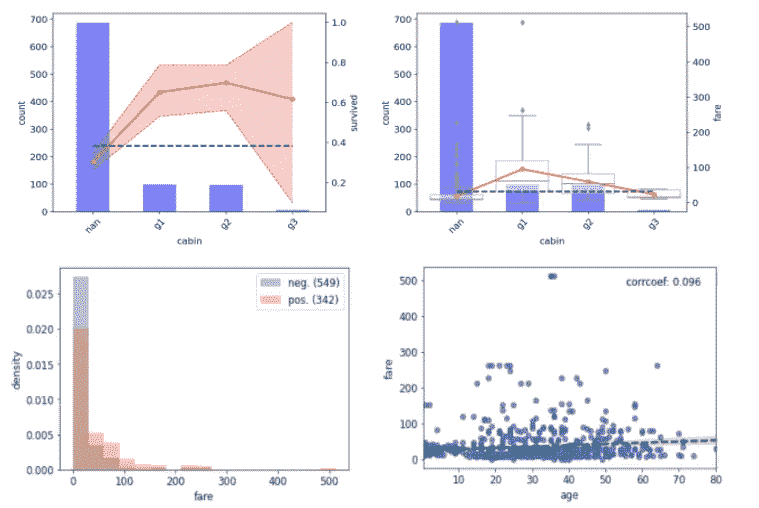 700
600
500
400
300
200
100
0
count
1.0
0.8
0.6
0.4
0.2
survived
nan
g1
g2
g3
cabin
700
600
500
400
300
200
100
0
count
500
400
300
200
100
0
fare
nan
g1
g2
g3
cabin
neg. (549)
pos. (342)
0.025
0.020
0.015
0.010
0.005
0.000
density
0
100
200
300
400
500
fare
corrcoef: 0.096
500
400
300
200
100
0
fare
10
20
30
40
50
60
70
80
age